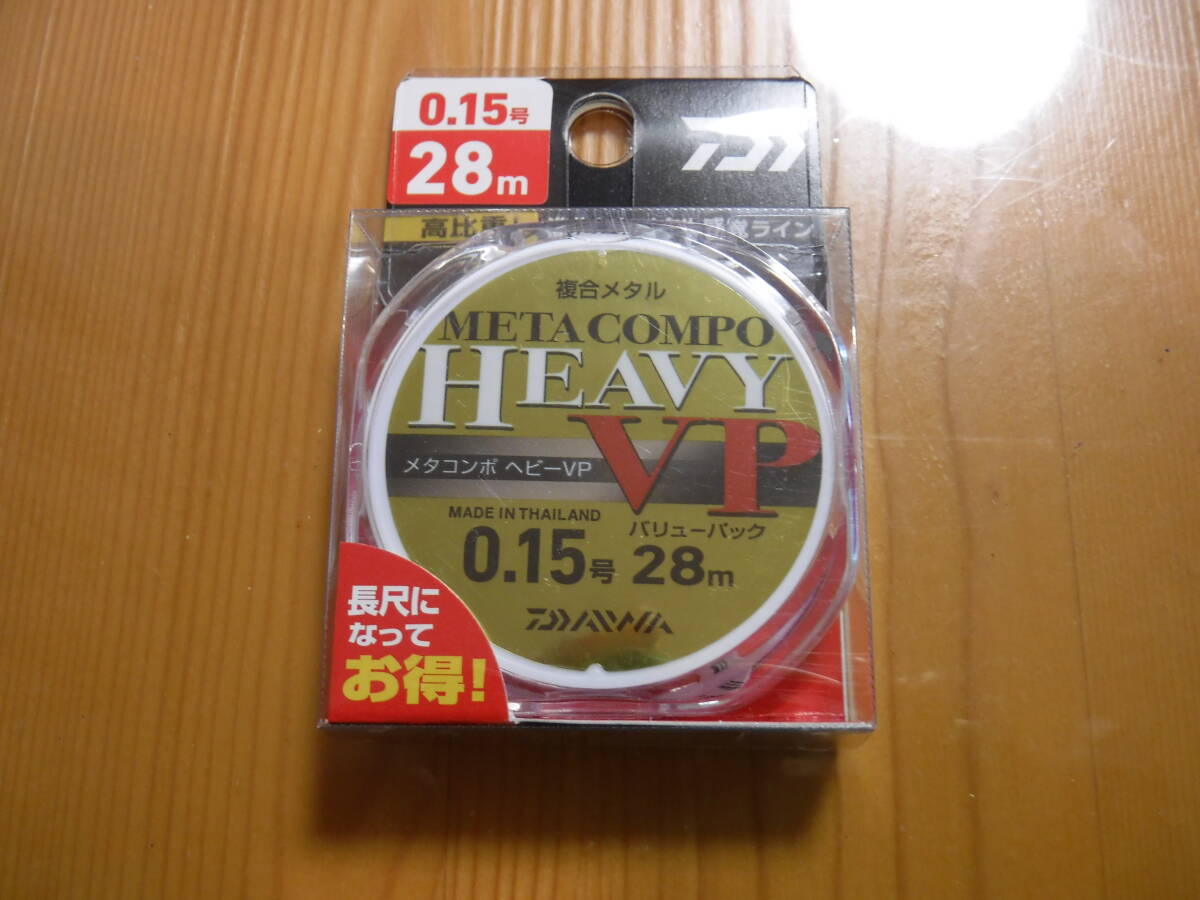 0.15号
28m
高比重
感覚ライン
複合メタル
METACOMPO
HEAVY
VP
メタコンポ ヘビーVP
MADE IN THAILAND
バリューパック
0.15号 28m
DAIWA
長尺に
なって
お得!